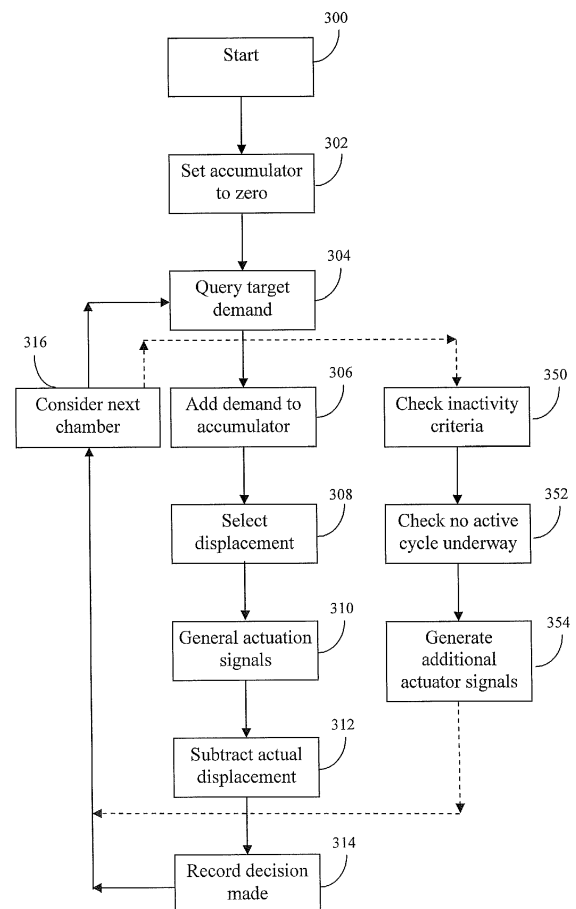 300
Start
302
Set accumulator
to zero
304
Query target
demand
316
Consider next
chamber
306
Add demand to
accumulator
350
Check inactivity
criteria
308
Select
displacement
352
Check no active
cycle underway
310
General actuation
signals
354
Generate
additional
actuator signals
312
Subtract actual
displacement
314
Record decision
made